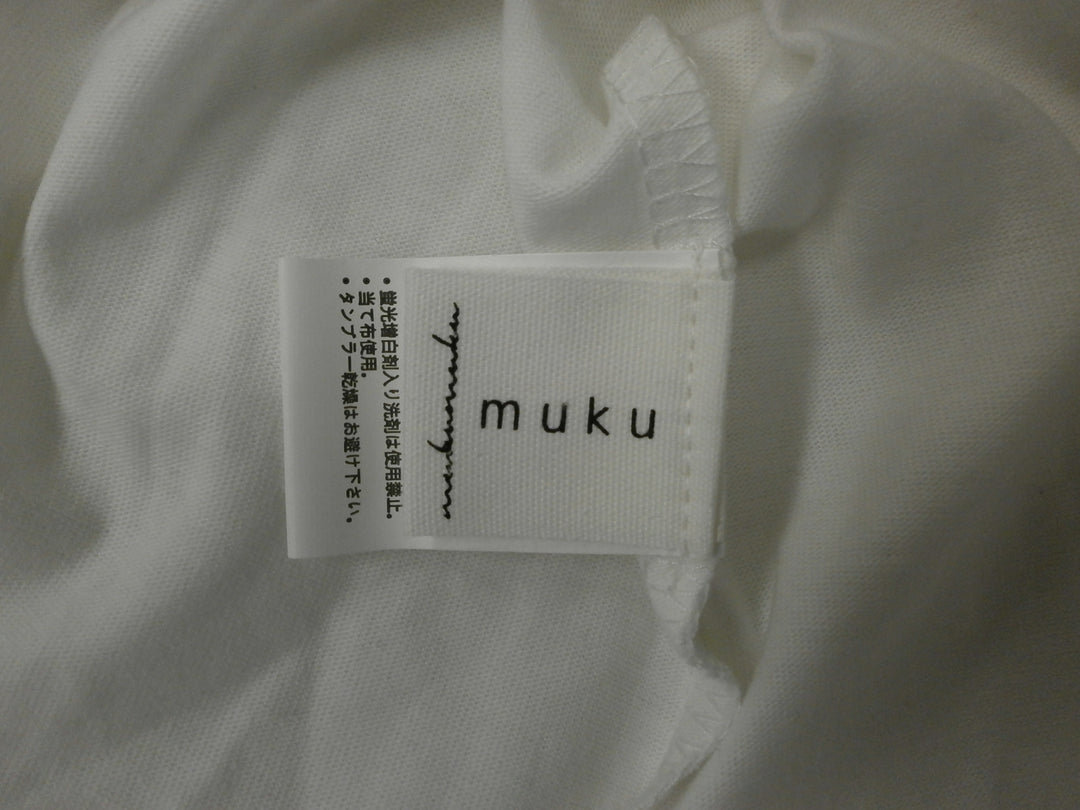 muku
・蛍光増白剤入り洗剤は使用禁止.
・当て布使用.
・タンブラー乾燥はお避け下さい.